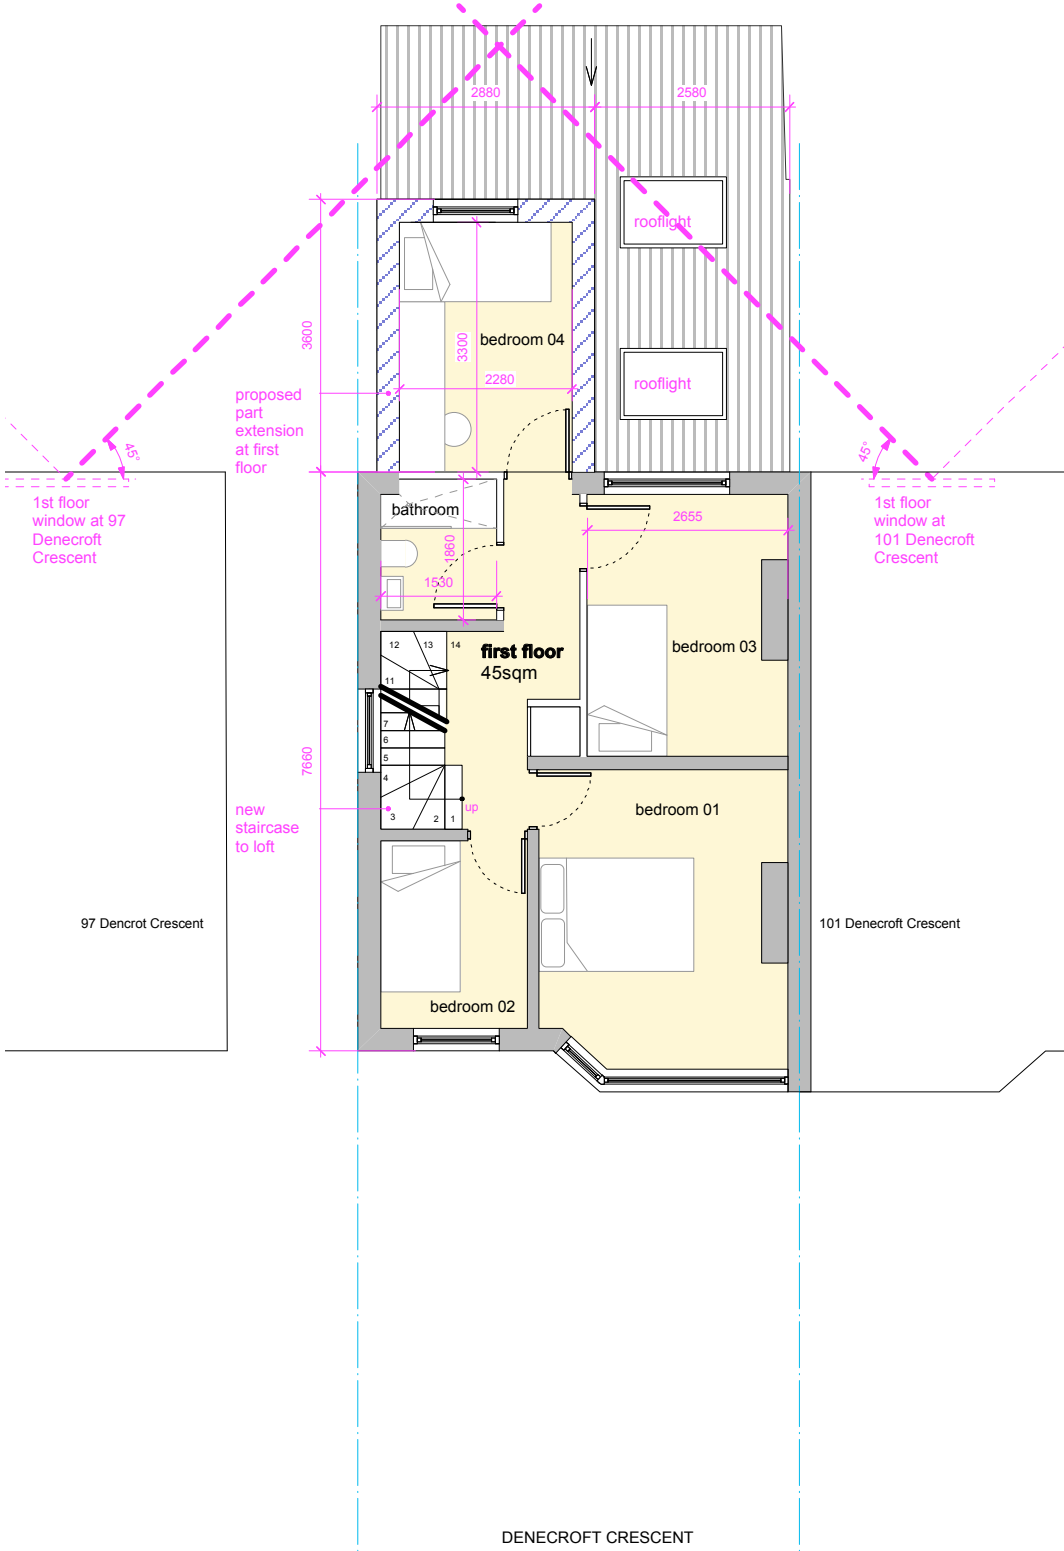 2880
2580
rooflight
3600
bedroom 04
3300
2280
rooflight
proposed
part
extension
at first
floor
45°
45°
1st floor
window at 97
Denecroft
Crescent
bathroom
1860
1530
2655
1st floor
window at
101 Denecroft
Crescent
12
13
14
11
first floor
45sqm
bedroom 03
7
6
5
4
3
2
1
up
7660
new
staircase
to loft
bedroom 01
97 Dencrot Crescent
101 Denecroft Crescent
bedroom 02
DENECROFT CRESCENT